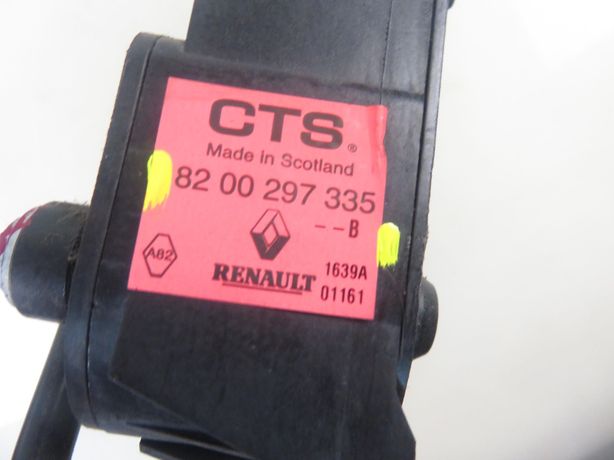 CTS®
Made in Scotland
82 00 297 335
--B
A82
RENAULT
1639A
01161